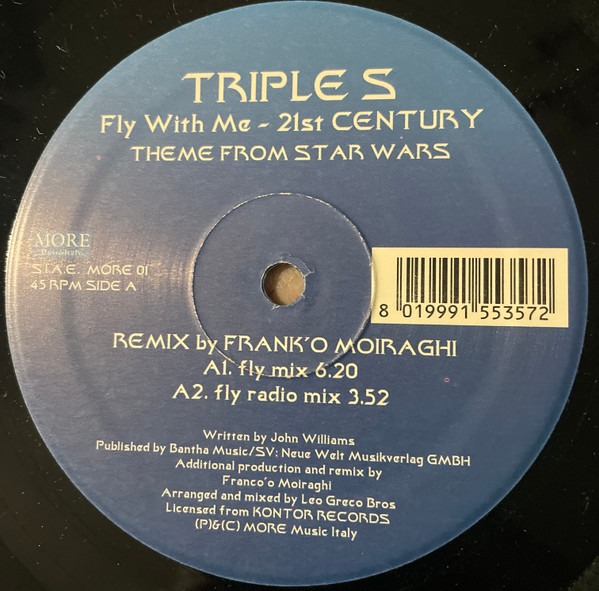 TRIPLE S
Fly With Me - 21st CENTURY
THEME FROM STAR WARS
MORE
Music Italy
S.I.A.E. MORE 01
45 RPM SIDE A
8 019991 553572
REMIX by FRANK'O MOIRAGHI
A1. fly mix 6.20
A2. fly radio mix 3.52
Written by John Williams
Published by Bantha Music/SV: Neue Welt Musikverlag GMBH
Additional production and remix by
Franco'o Moiraghi
Arranged and mixed by Leo Greco Bros
Licensed from KONTOR RECORDS
(P)&(C) MORE Music Italy